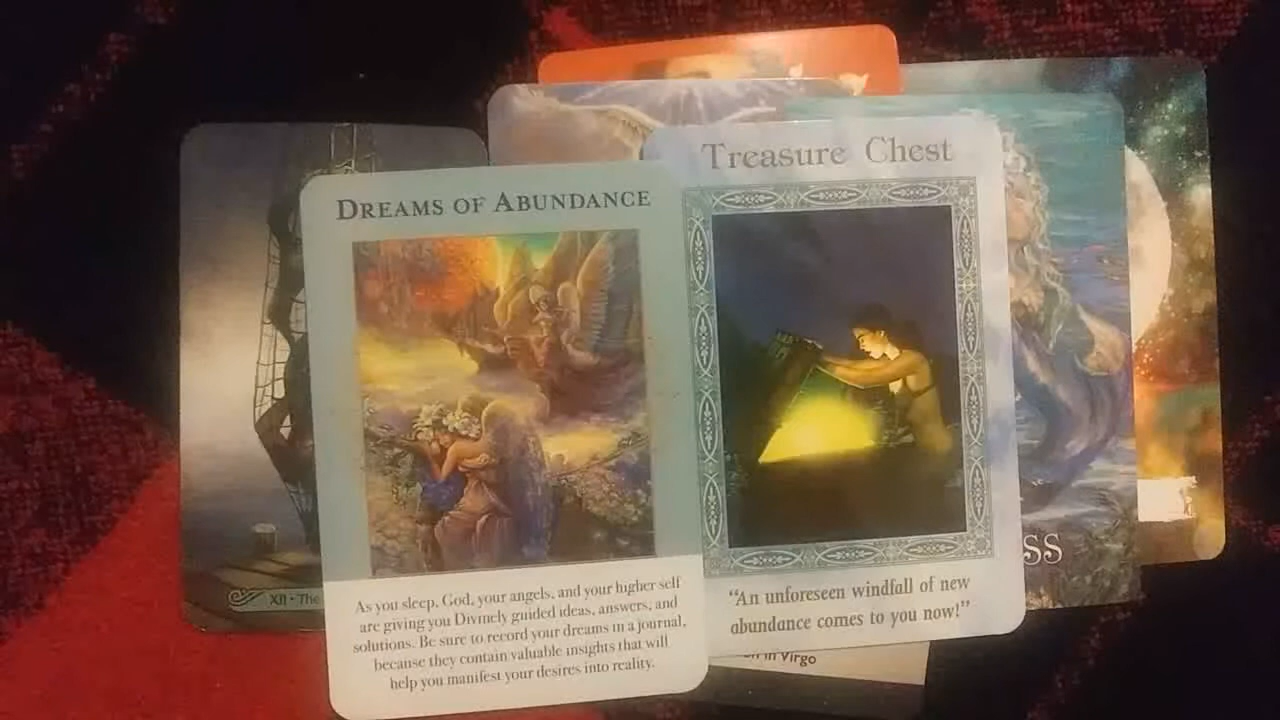 Treasure Chest
DREAMS OF ABUNDANCE
As you sleep, God, your angels, and your higher self
are giving you Divinely guided ideas, answers, and
solutions. Be sure to record your dreams in a journal,
because they contain valuable insights that will
help you manifest your desires into reality.
"An unforeseen windfall of new
abundance comes to you now!"
XII • The
SS
in Virgo